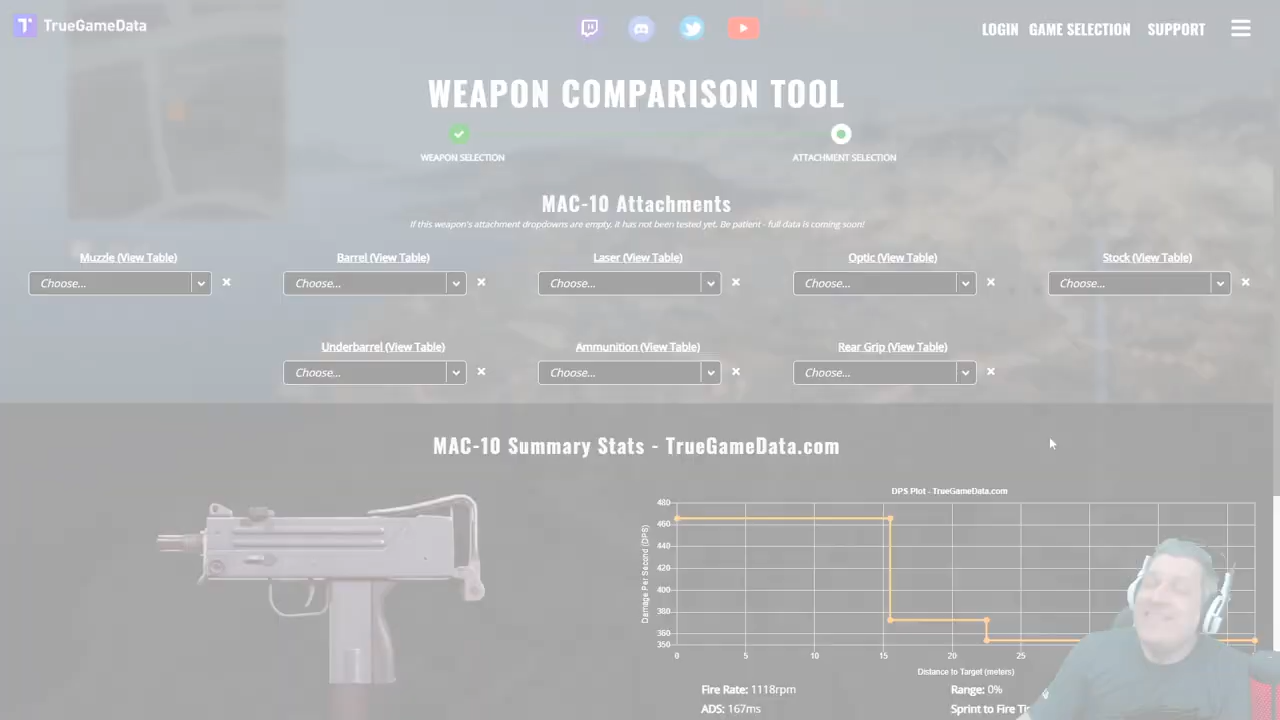 TrueGameData
LOGIN GAME SELECTION SUPPORT
WEAPON COMPARISON TOOL
WEAPON SELECTION
ATTACHMENT SELECTION
MAC-10 Attachments
If this weapon's attachment dropdowns are empty, it has not been tested yet. Be patient - full data is coming soon!
Muzzle (View Table) Barrel (View Table) Laser (View Table) Optic (View Table) Stock (View Table)
Choose... Choose... Choose... Choose... Choose...
Underbarrel (View Table) Ammunition (View Table) Rear Grip (View Table)
Choose... Choose... Choose...
MAC-10 Summary Stats - TrueGameData.com
DPS Plot - TrueGameData.com
480
460
440
420
400
380
360
350
Damage Per Second (DPS)
0 5 10 15 20 25
Distance to Target (meters)
Fire Rate: 1118rpm Range: 0%
ADS: 167ms Sprint to Fire